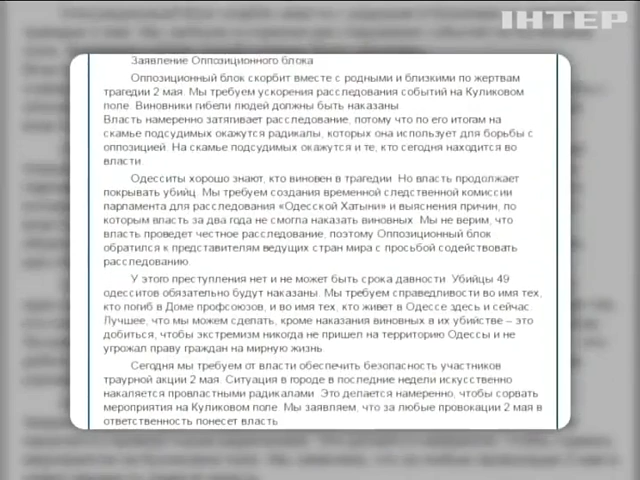 ІНТЕР
Заявление Оппозиционного блока
Оппозиционный блок скорбит вместе с родными и близкими по жертвам
трагедии 2 мая. Мы требуем ускорения расследования событий на Куликовом
поле. Виновники гибели людей должны быть наказаны
Власть намеренно затягивает расследование, потому что по его итогам на
скамье подсудимых окажутся радикалы, которых она использует для борьбы с
оппозицией. На скамье подсудимых окажутся и те, кто сегодня находится во
власти.
Одесситы хорошо знают, кто виновен в трагедии. Но власть продолжает
покрывать убийц. Мы требуем создания временной следственной комиссии
парламента для расследования «Одесской Хатыни» и выяснения причин, по
которым власть за два года не смогла наказать виновных. Мы не верим, что
власть проведет честное расследование, поэтому Оппозиционный блок
обратился к представителям ведущих стран мира с просьбой содействовать
расследованию.
У этого преступления нет и не может быть срока давности. Убийцы 49
одесситов обязательно будут наказаны. Мы требуем справедливости во имя тех,
кто погиб в Доме профсоюзов, и во имя тех, кто живет в Одессе здесь и сейчас.
Лучшее, что мы можем сделать, кроме наказания виновных в их убийстве – это
добиться, чтобы экстремизм никогда не пришел на территорию Одессы и не
угрожал праву граждан на мирную жизнь.
Сегодня мы требуем от власти обеспечить безопасность участников
траурной акции 2 мая. Ситуация в городе в последние недели искусственно
накаляется провластными радикалами. Это делается намеренно, чтобы сорвать
мероприятия на Куликовом поле. Мы заявляем, что за любые провокации 2 мая в
ответственность понесет власть.